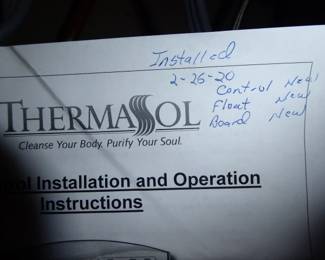 Installed
2-26-20
Control New
Float New
Board New
THERMASOL
Cleanse Your Body. Purify Your Soul.
rol Installation and Operation
Instructions